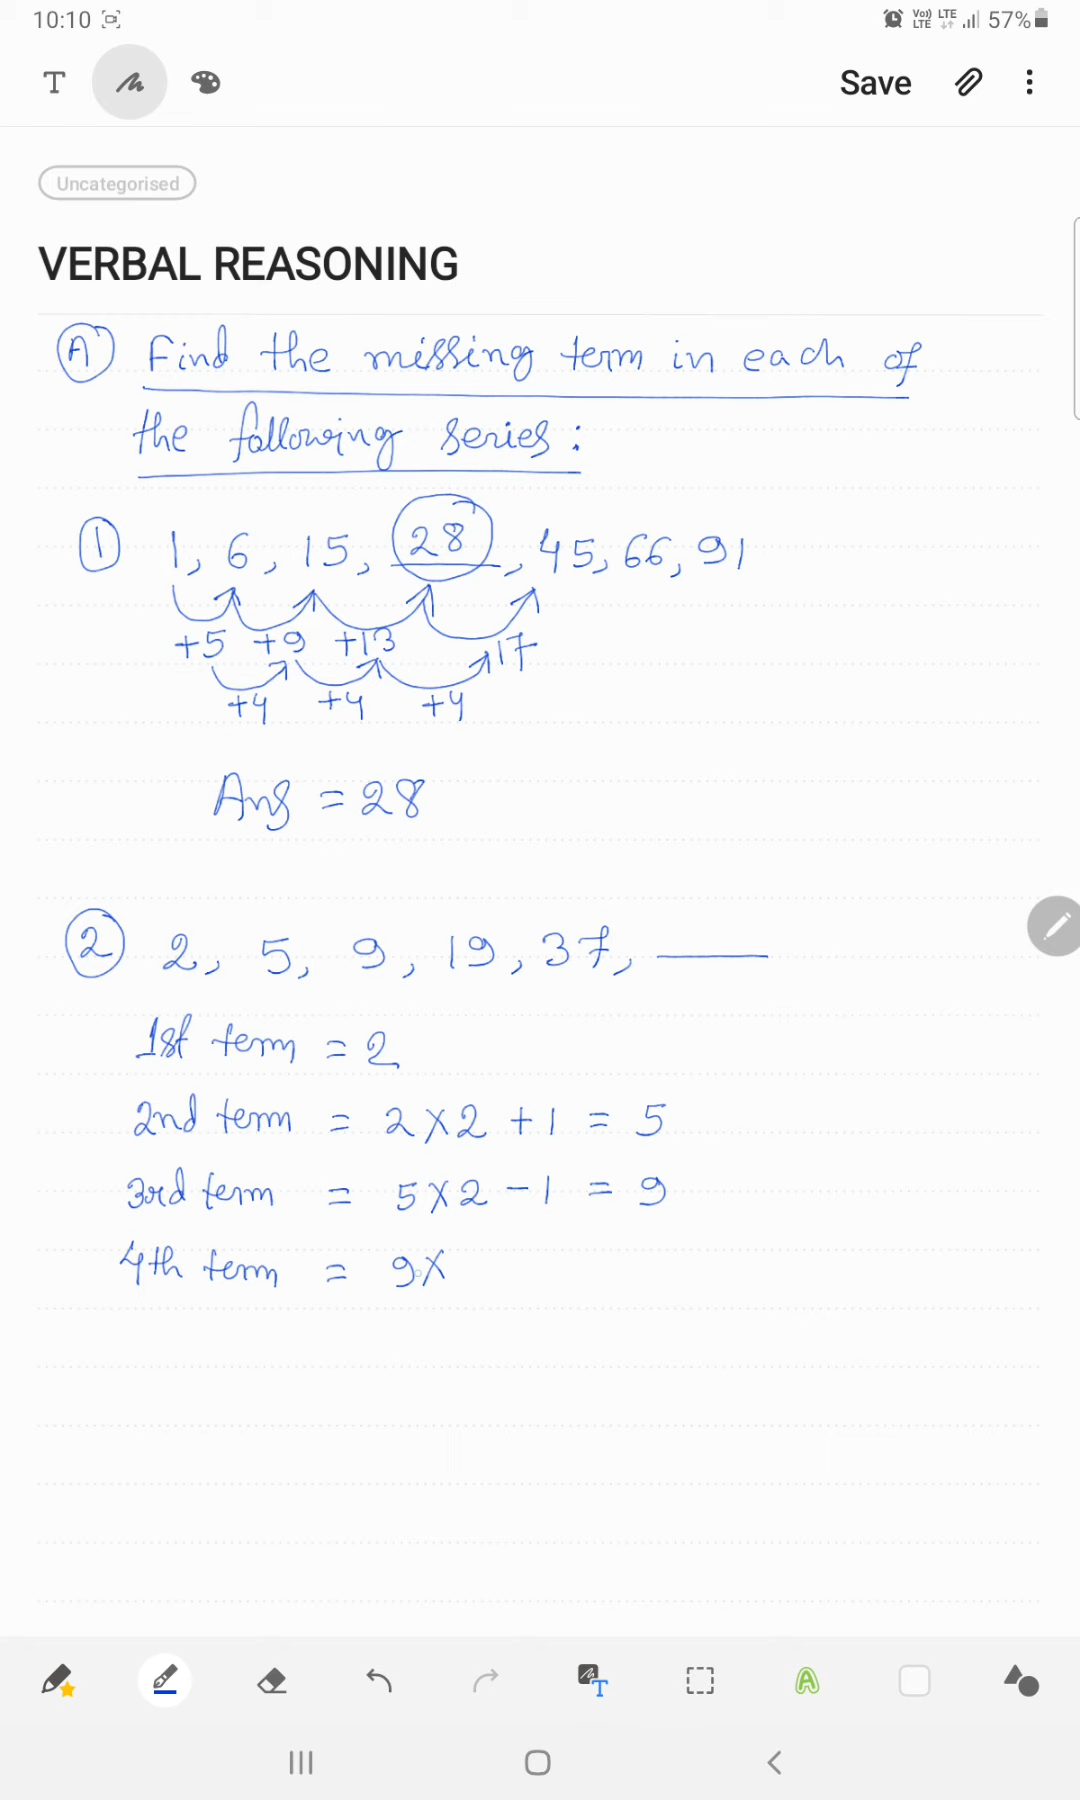 10:10 Vo)) LTE LTE 57%
T Save
Uncategorised
VERBAL REASONING
(A) Find the missing term in each of
the following series :
(1) 1, 6, 15, 28, 45, 66, 91
+5 +9 +13 17
+4 +4 +4
Ans = 28
(2) 2, 5, 9, 19, 37, ___
1st term = 2
2nd term = 2 X 2 + 1 = 5
3rd term = 5 X 2 - 1 = 9
4th term = 9 X
T A